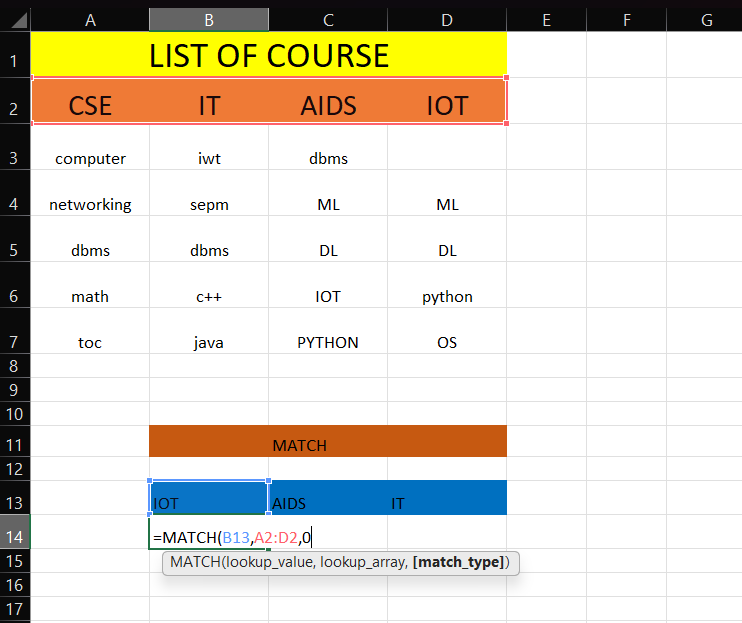 A B C D E F G
1 LIST OF COURSE
2 CSE IT AIDS IOT
3 computer iwt dbms
4 networking sepm ML ML
5 dbms dbms DL DL
6 math c++ IOT python
7 toc java PYTHON OS
8
9
10
11 MATCH
12
13 IOT AIDS IT
14 =MATCH(B13,A2:D2,0
15 MATCH(lookup_value, lookup_array, [match_type])
16
17